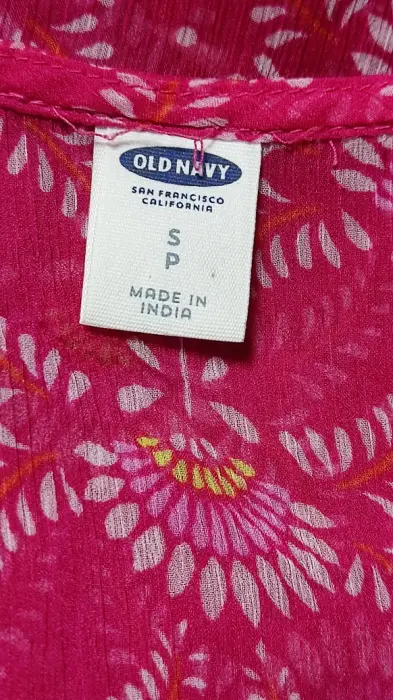 OLD NAVY
SAN FRANCISCO
CALIFORNIA
S
P
MADE IN
INDIA